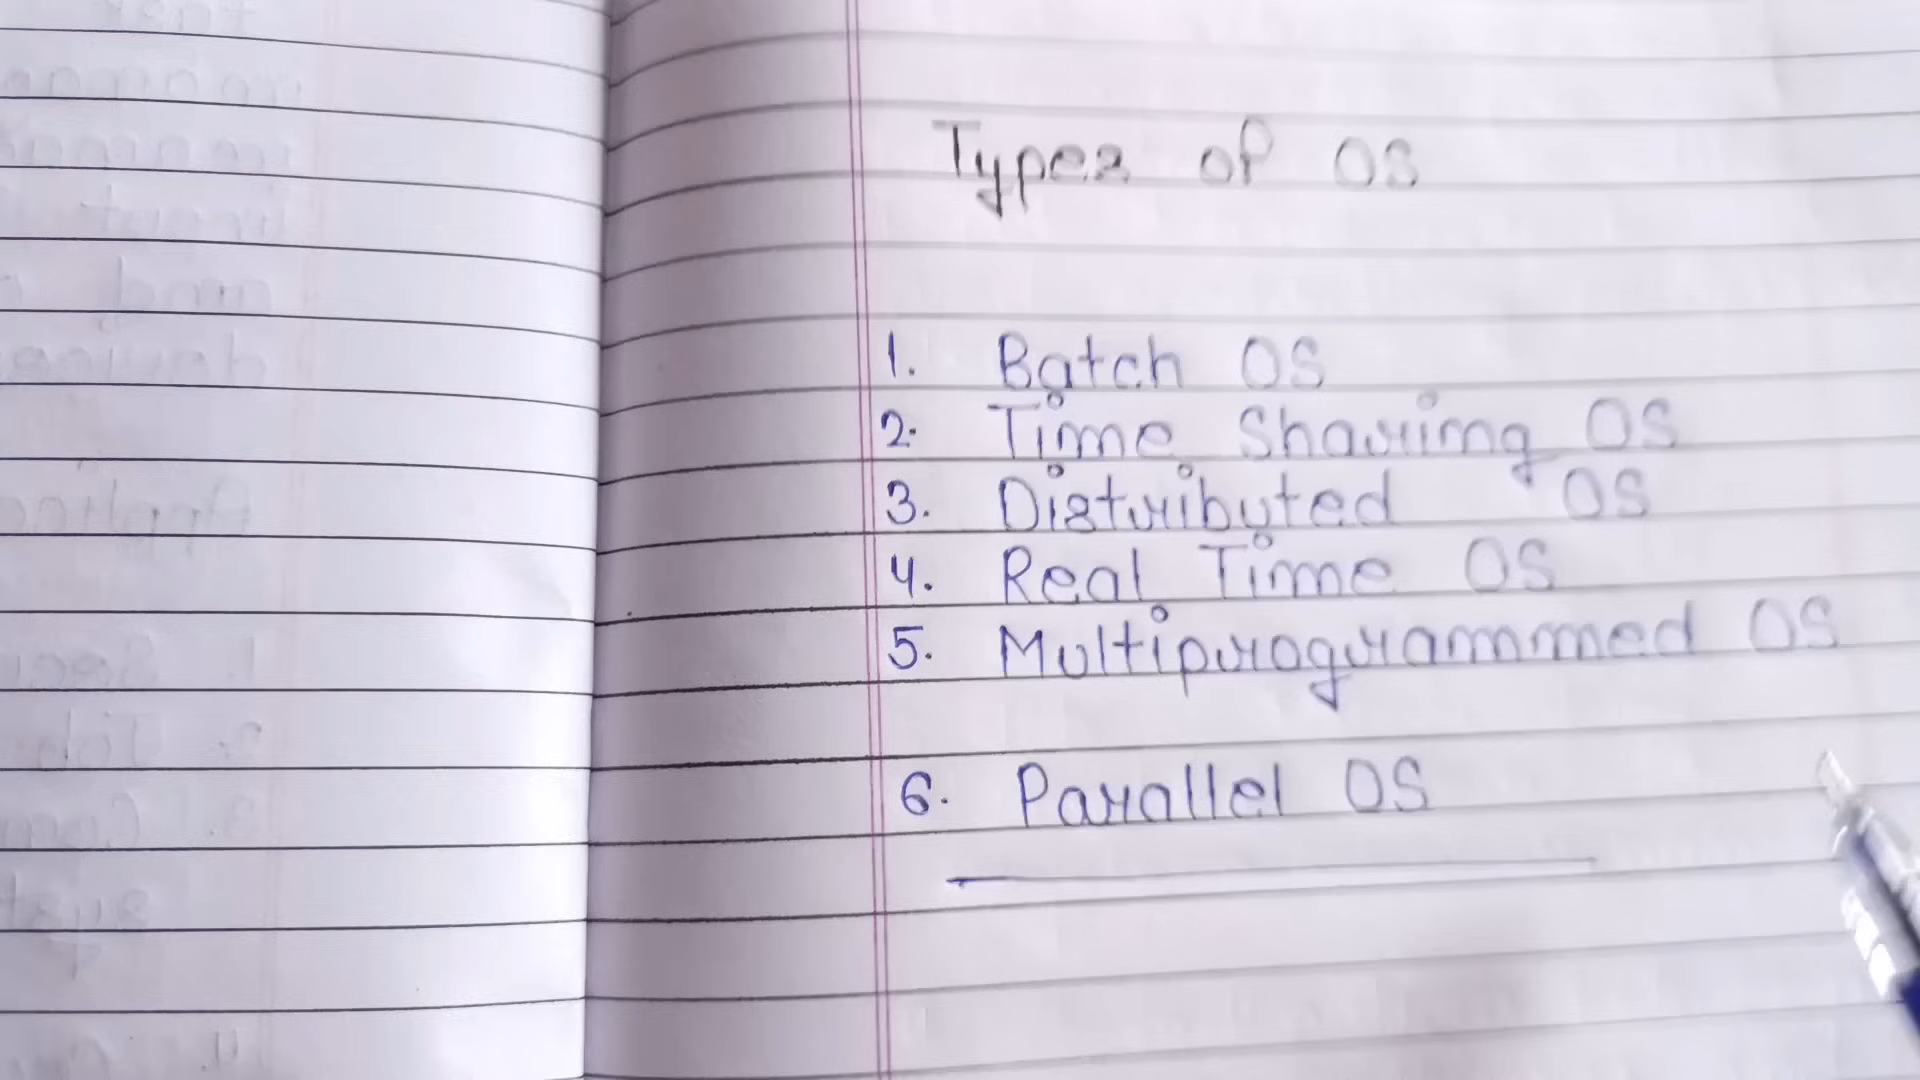 Types of OS
1. Batch OS
2. Time Sharing OS
3. Distributed OS
4. Real Time OS
5. Multiprogrammed OS
6. Parallel OS